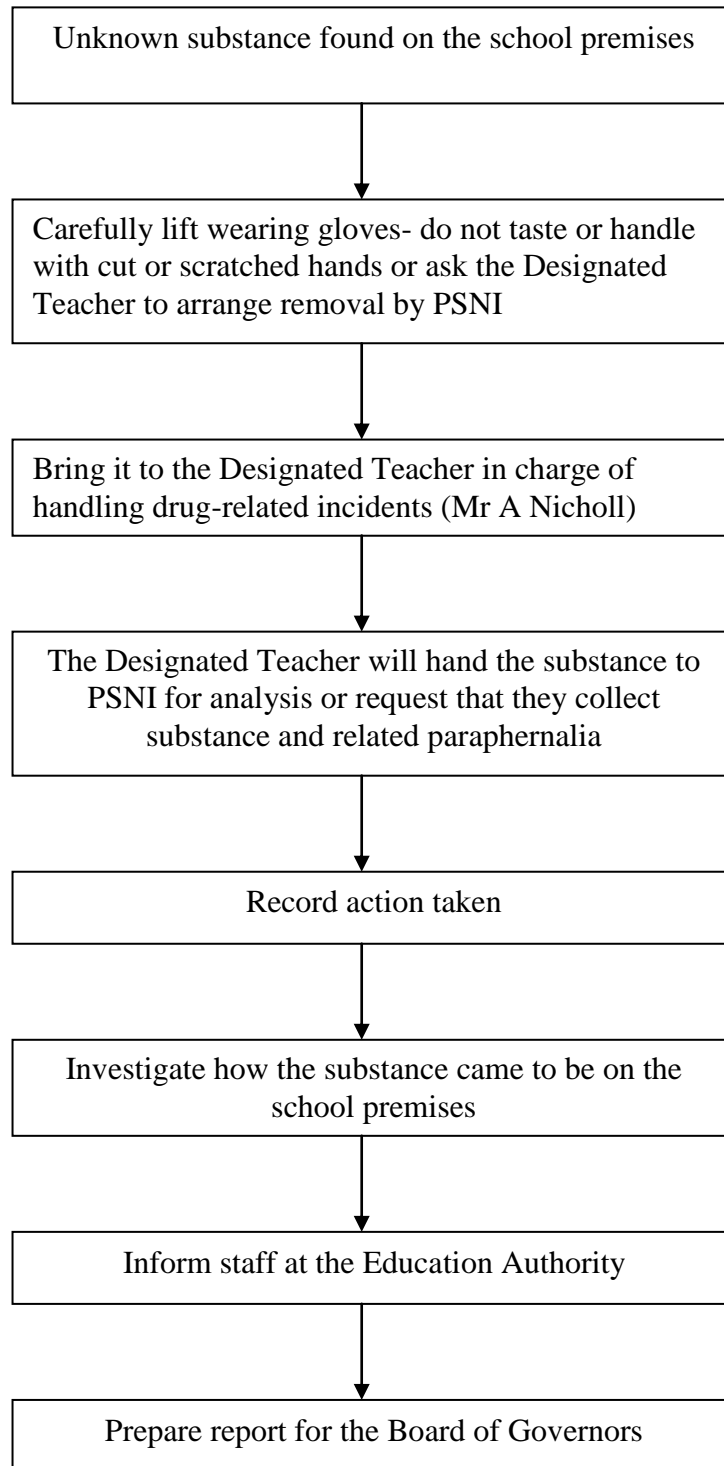 Unknown substance found on the school premises
Carefully lift wearing gloves- do not taste or handle
with cut or scratched hands or ask the Designated
Teacher to arrange removal by PSNI
Bring it to the Designated Teacher in charge of
handling drug-related incidents (Mr A Nicholl)
The Designated Teacher will hand the substance to
PSNI for analysis or request that they collect
substance and related paraphernalia
Record action taken
Investigate how the substance came to be on the
school premises
Inform staff at the Education Authority
Prepare report for the Board of Governors